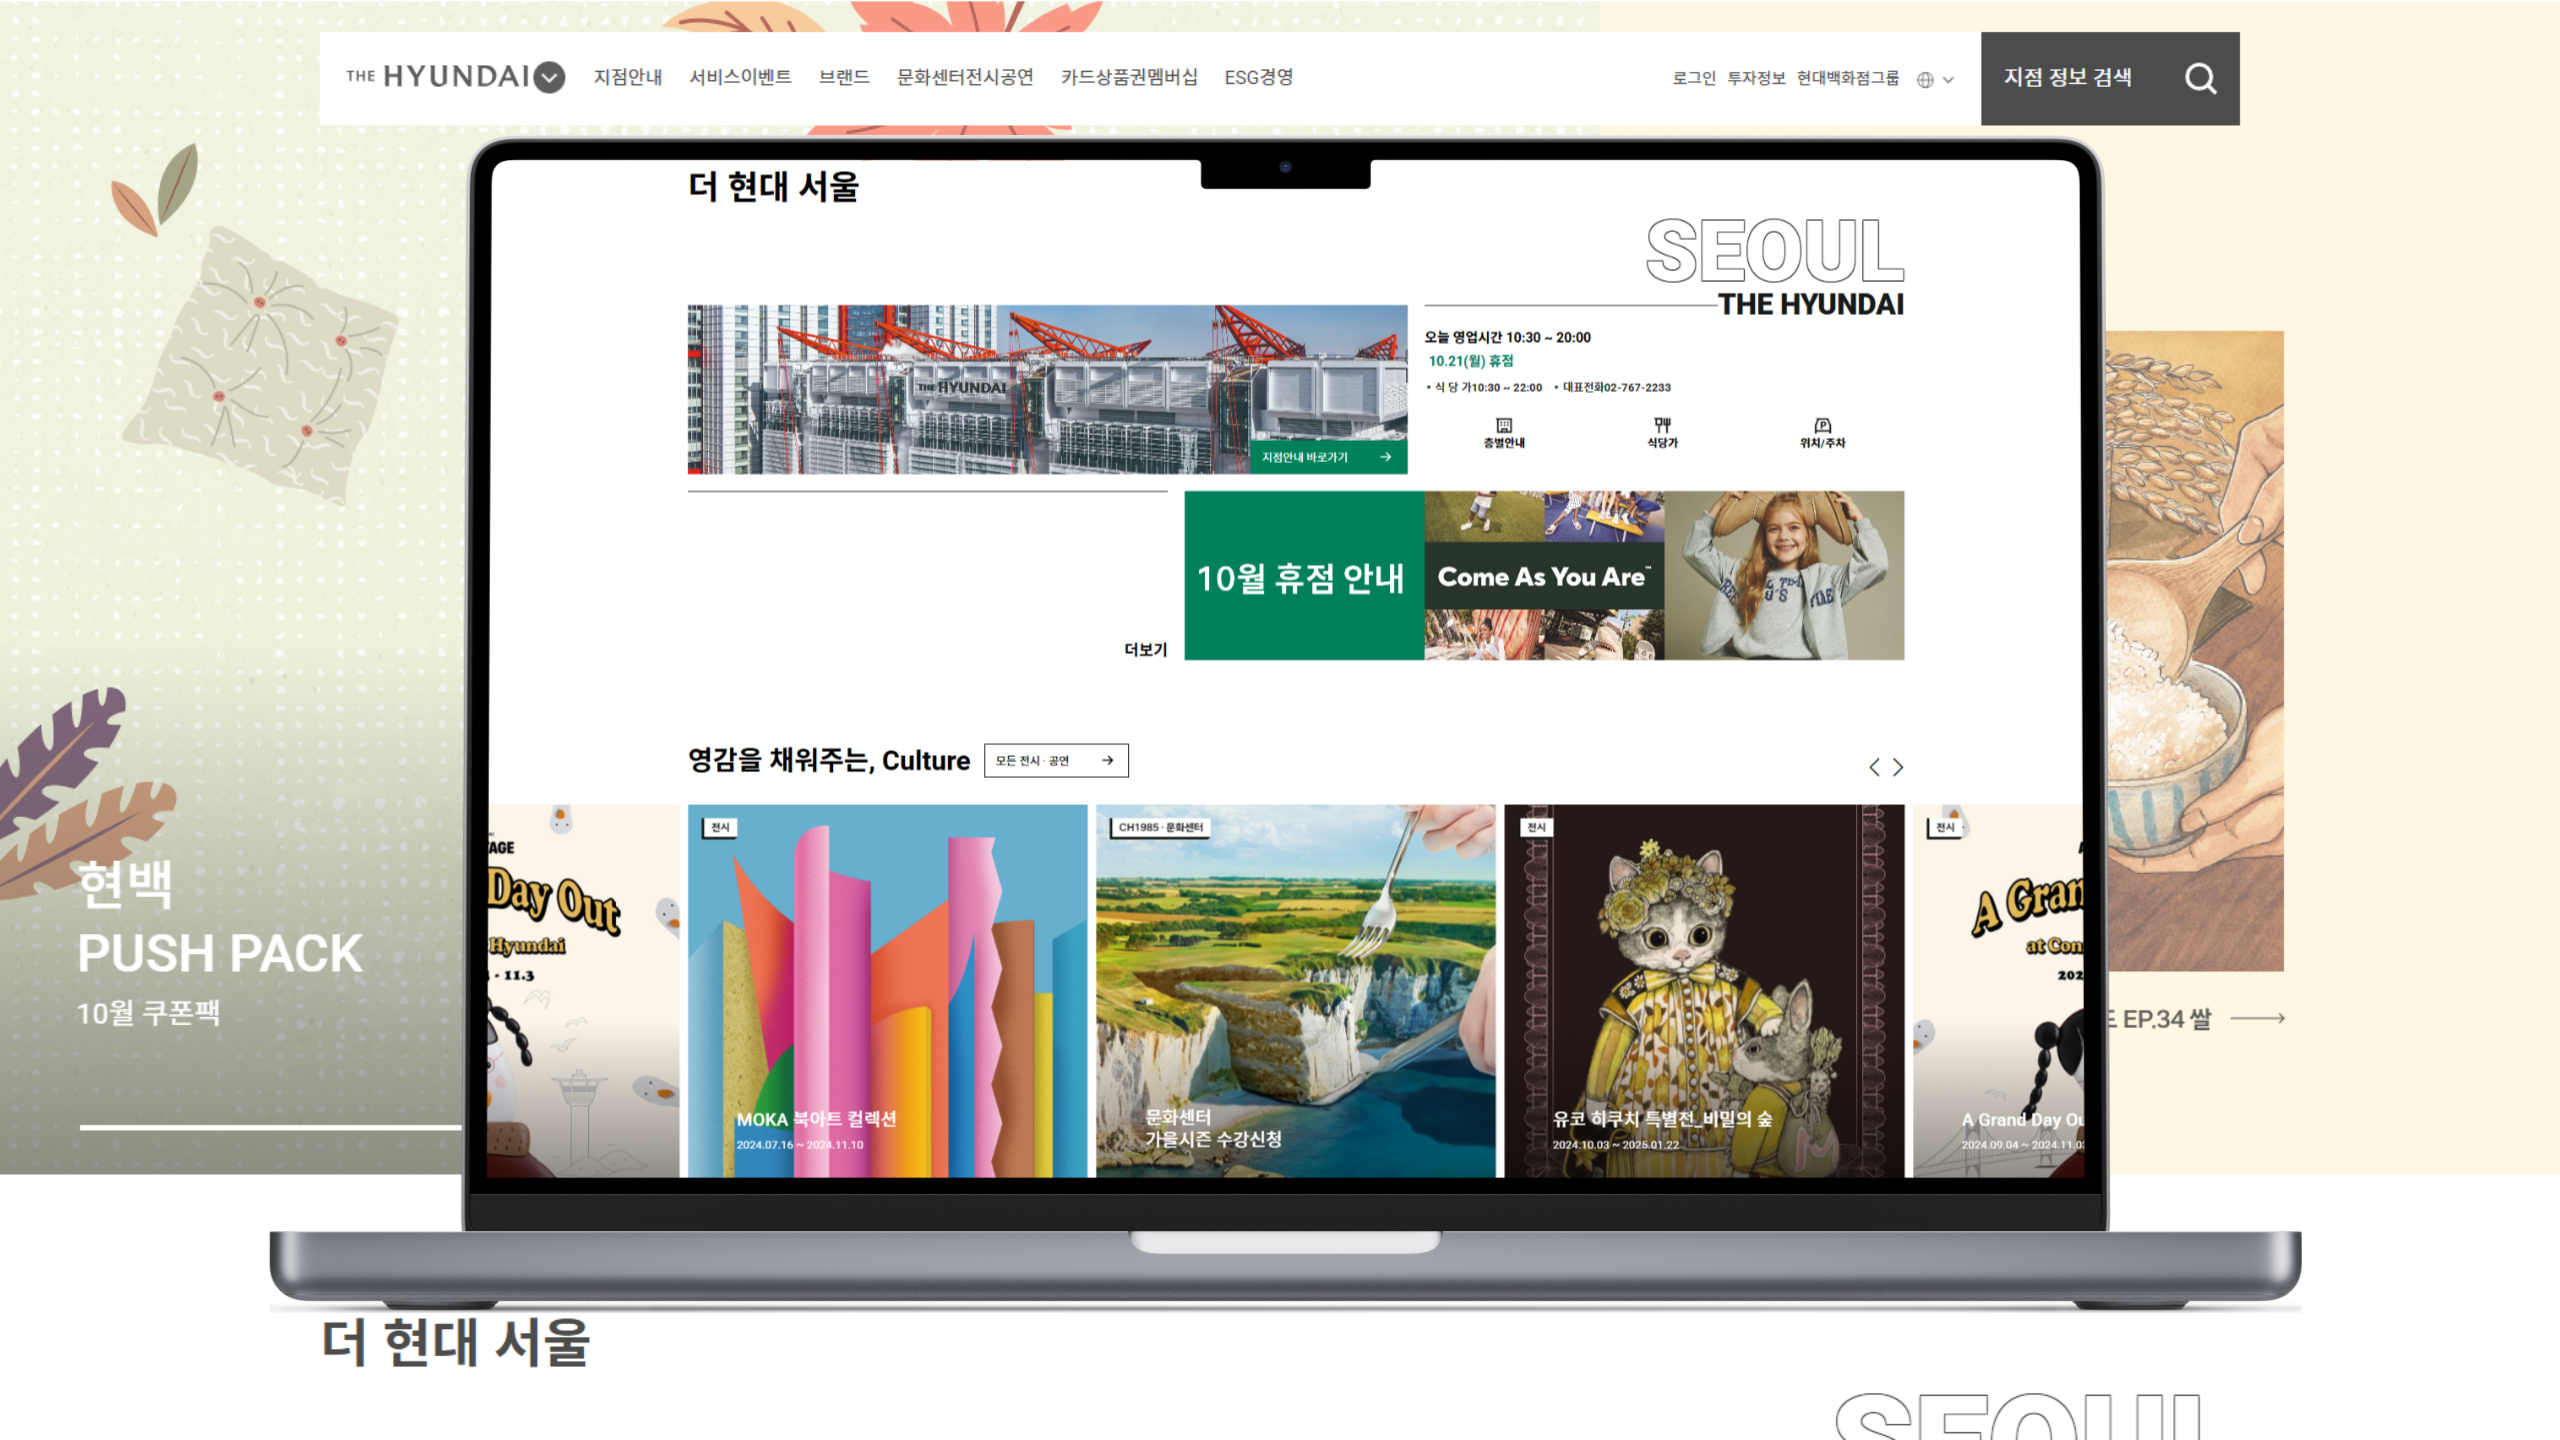 THE HYUNDAI
지점안내 서비스이벤트 브랜드 문화센터전시공연 카드상품권멤버십 ESG경영
로그인 투자정보 현대백화점그룹
지점 정보 검색
더 현대 서울
SEOUL
THE HYUNDAI
THE HYUNDAI
오늘 영업시간 10:30 ~ 20:00
10.21(월) 휴점
• 식 당 가10:30 ~ 22:00 • 대표전화02-767-2233
층별안내 식당가 위치/주차
지점안내 바로가기
10월 휴점 안내
Come As You Are™
더보기
영감을 채워주는, Culture
모든 전시 · 공연
AGE
Day Out
Hyundai
- 11.3
전시
MOKA 북아트 컬렉션
2024.07.16 ~ 2024.11.10
CH1985 · 문화센터
문화센터
가을시즌 수강신청
전시
유코 히쿠치 특별전_비밀의 숲
2024.10.03 ~ 2025.01.22
전시
A Gran
at Con
202
A Grand Day Ou
2024.09.04 ~ 2024.11.03
현백
PUSH PACK
10월 쿠폰팩
EP.34 쌀
더 현대 서울
SEOUL